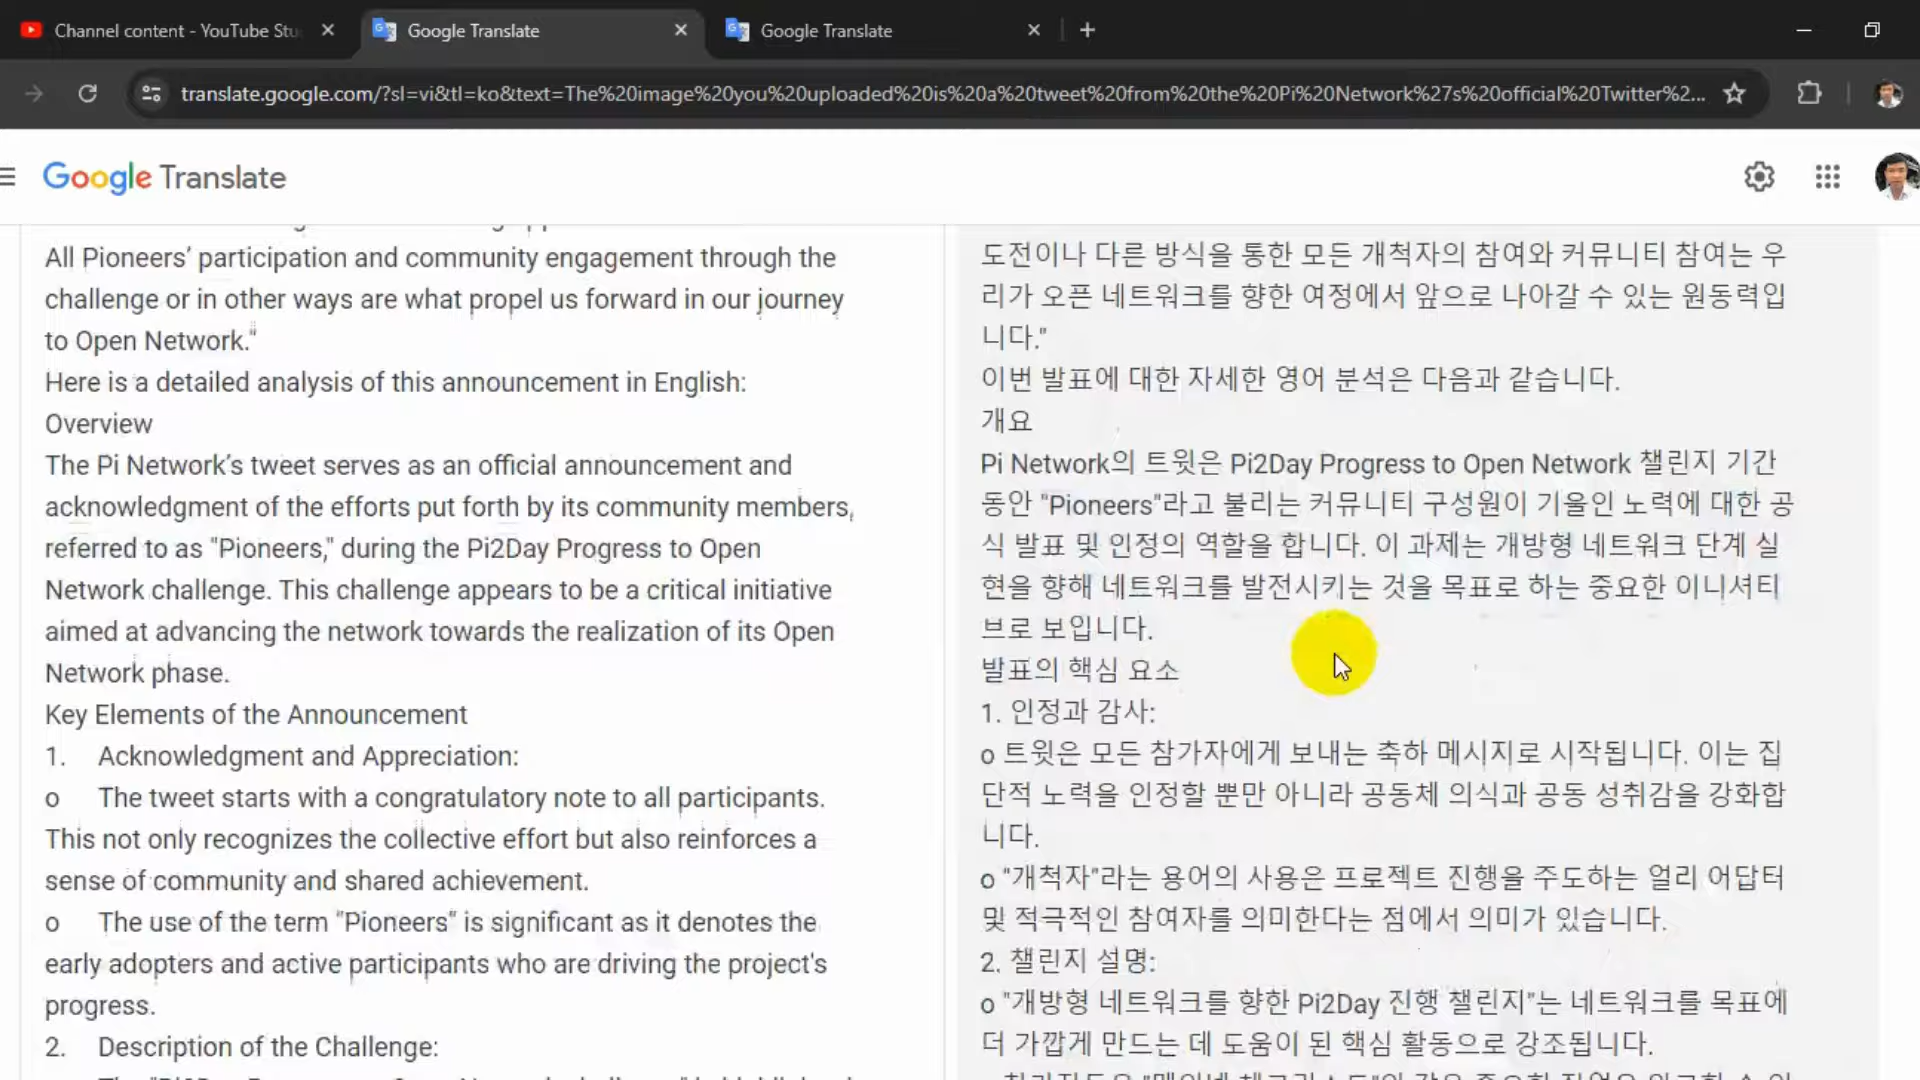 Channel content - YouTube Stu
Google Translate
Google Translate
translate.google.com/?sl=vi&tl=ko&text=The%20image%20you%20uploaded%20is%20a%20tweet%20from%20the%20Pi%20Network%27s%20official%20Twitter%2...
Google Translate
All Pioneers’ participation and community engagement through the
challenge or in other ways are what propel us forward in our journey
to Open Network."
Here is a detailed analysis of this announcement in English:
Overview
The Pi Network’s tweet serves as an official announcement and
acknowledgment of the efforts put forth by its community members,
referred to as "Pioneers," during the Pi2Day Progress to Open
Network challenge. This challenge appears to be a critical initiative
aimed at advancing the network towards the realization of its Open
Network phase.
Key Elements of the Announcement
1. Acknowledgment and Appreciation:
o The tweet starts with a congratulatory note to all participants.
This not only recognizes the collective effort but also reinforces a
sense of community and shared achievement.
o The use of the term "Pioneers" is significant as it denotes the
early adopters and active participants who are driving the project's
progress.
2. Description of the Challenge:
도전이나 다른 방식을 통한 모든 개척자의 참여와 커뮤니티 참여는 우
리가 오픈 네트워크를 향한 여정에서 앞으로 나아갈 수 있는 원동력입
니다."
이번 발표에 대한 자세한 영어 분석은 다음과 같습니다.
개요
Pi Network의 트윗은 Pi2Day Progress to Open Network 챌린지 기간
동안 "Pioneers"라고 불리는 커뮤니티 구성원이 기울인 노력에 대한 공
식 발표 및 인정의 역할을 합니다. 이 과제는 개방형 네트워크 단계 실
현을 향해 네트워크를 발전시키는 것을 목표로 하는 중요한 이니셔티
브로 보입니다.
발표의 핵심 요소
1. 인정과 감사:
o 트윗은 모든 참가자에게 보내는 축하 메시지로 시작됩니다. 이는 집
단적 노력을 인정할 뿐만 아니라 공동체 의식과 공동 성취감을 강화합
니다.
o "개척자"라는 용어의 사용은 프로젝트 진행을 주도하는 얼리 어답터
및 적극적인 참여자를 의미한다는 점에서 의미가 있습니다.
2. 챌린지 설명:
o "개방형 네트워크를 향한 Pi2Day 진행 챌린지"는 네트워크를 목표에
더 가깝게 만드는 데 도움이 된 핵심 활동으로 강조됩니다.